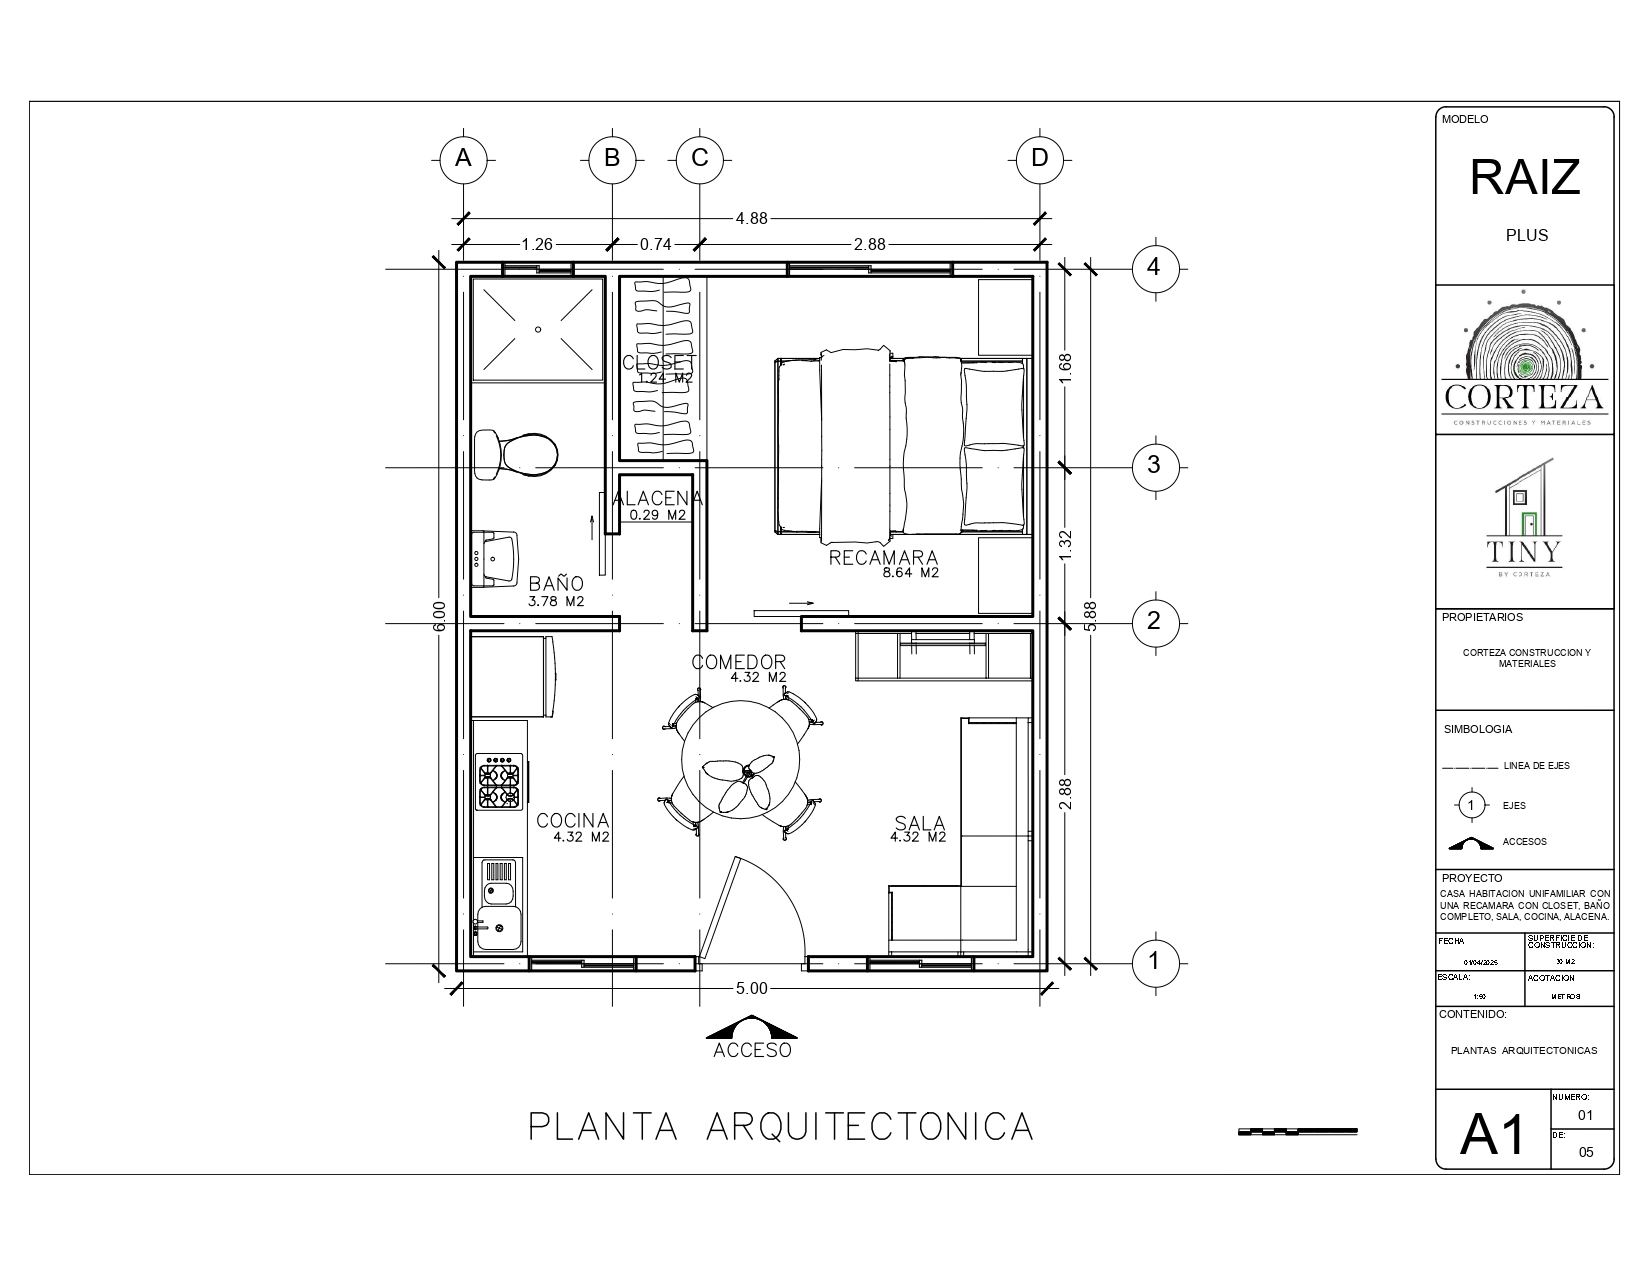 A
B
C
D
4.88
1.26
0.74
2.88
4
3
2
1
1.68
1.32
2.88
5.88
6.00
5.00
CLOSET
1.24 M2
ALACENA
0.29 M2
RECAMARA
8.64 M2
BAÑO
3.78 M2
COMEDOR
4.32 M2
COCINA
4.32 M2
SALA
4.32 M2
ACCESO
PLANTA ARQUITECTONICA
MODELO
RAIZ
PLUS
CORTEZA
CONSTRUCCIONES Y MATERIALES
TINY
BY CORTEZA
PROPIETARIOS
CORTEZA CONSTRUCCION Y
MATERIALES
SIMBOLOGIA
LINEA DE EJES
1
EJES
ACCESOS
PROYECTO
CASA HABITACION UNIFAMILIAR CON
UNA RECAMARA CON CLOSET, BAÑO
COMPLETO, SALA, COCINA, ALACENA.
FECHA
01/04/2025
SUPERFICIE DE
CONSTRUCCION:
30 M2
ESCALA:
1:50
ACOTACION
METROS
CONTENIDO:
PLANTAS ARQUITECTONICAS
A1
NUMERO:
01
DE:
05